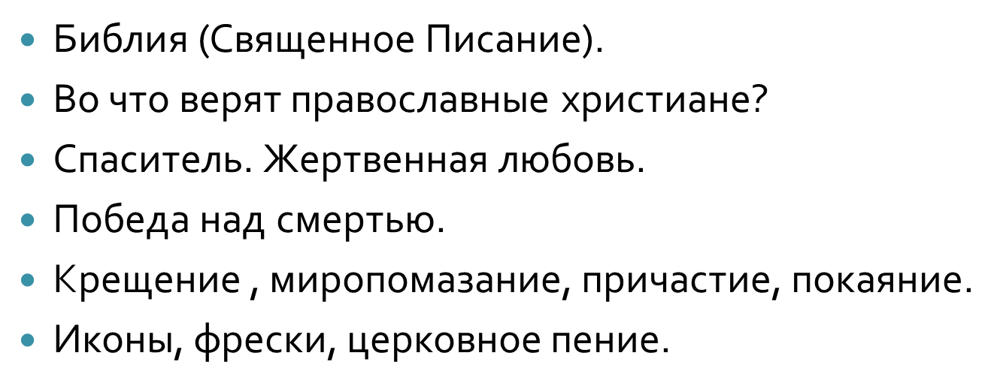 • Библия (Священное Писание).
• Во что верят православные христиане?
• Спаситель. Жертвенная любовь.
• Победа над смертью.
• Крещение , миропомазание, причастие, покаяние.
• Иконы, фрески, церковное пение.